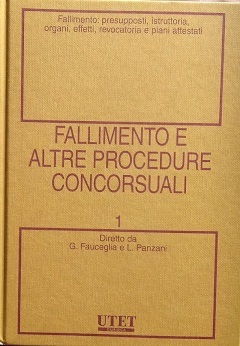 Fallimento: presupposti, istruttoria,
organi, effetti, revocatoria e piani attestati
FALLIMENTO E
ALTRE PROCEDURE
CONCORSUALI
1
Diretto da
G. Fauceglia e L. Panzani
UTET